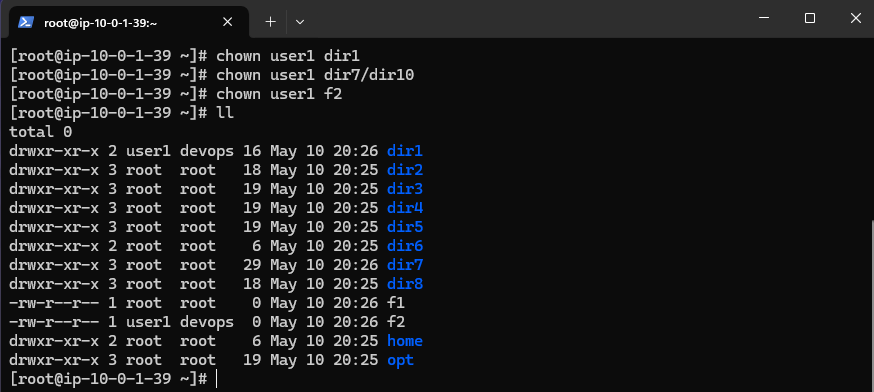 root@ip-10-0-1-39:~
[root@ip-10-0-1-39 ~]# chown user1 dir1
[root@ip-10-0-1-39 ~]# chown user1 dir7/dir10
[root@ip-10-0-1-39 ~]# chown user1 f2
[root@ip-10-0-1-39 ~]# ll
total 0
drwxr-xr-x 2 user1 devops 16 May 10 20:26 dir1
drwxr-xr-x 3 root  root   18 May 10 20:25 dir2
drwxr-xr-x 3 root  root   19 May 10 20:25 dir3
drwxr-xr-x 3 root  root   19 May 10 20:25 dir4
drwxr-xr-x 3 root  root   19 May 10 20:25 dir5
drwxr-xr-x 2 root  root    6 May 10 20:25 dir6
drwxr-xr-x 3 root  root   29 May 10 20:26 dir7
drwxr-xr-x 3 root  root   18 May 10 20:25 dir8
-rw-r--r-- 1 root  root    0 May 10 20:26 f1
-rw-r--r-- 1 user1 devops  0 May 10 20:26 f2
drwxr-xr-x 2 root  root    6 May 10 20:25 home
drwxr-xr-x 3 root  root   19 May 10 20:25 opt
[root@ip-10-0-1-39 ~]#